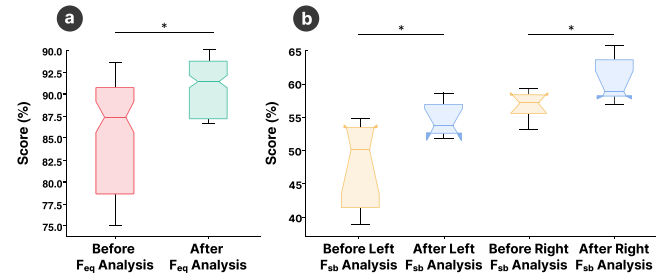 a
*
Score (%)
90.0
92.5
90.0
87.5
85.0
82.5
80.0
77.5
75.0
Before
Feq Analysis
After
Feq Analysis
b
*
*
Score (%)
65
60
55
50
45
40
Before Left
Fsb Analysis
After Left
Fsb Analysis
Before Right
Fsb Analysis
After Right
Fsb Analysis